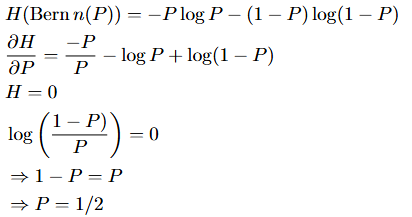 H(Bern n(P)) = −P log P − (1 − P) log(1 − P)
∂H/∂P = −P/P − log P + log(1 − P)
H = 0
log((1 − P)/P) = 0
⇒ 1 − P = P
⇒ P = 1/2